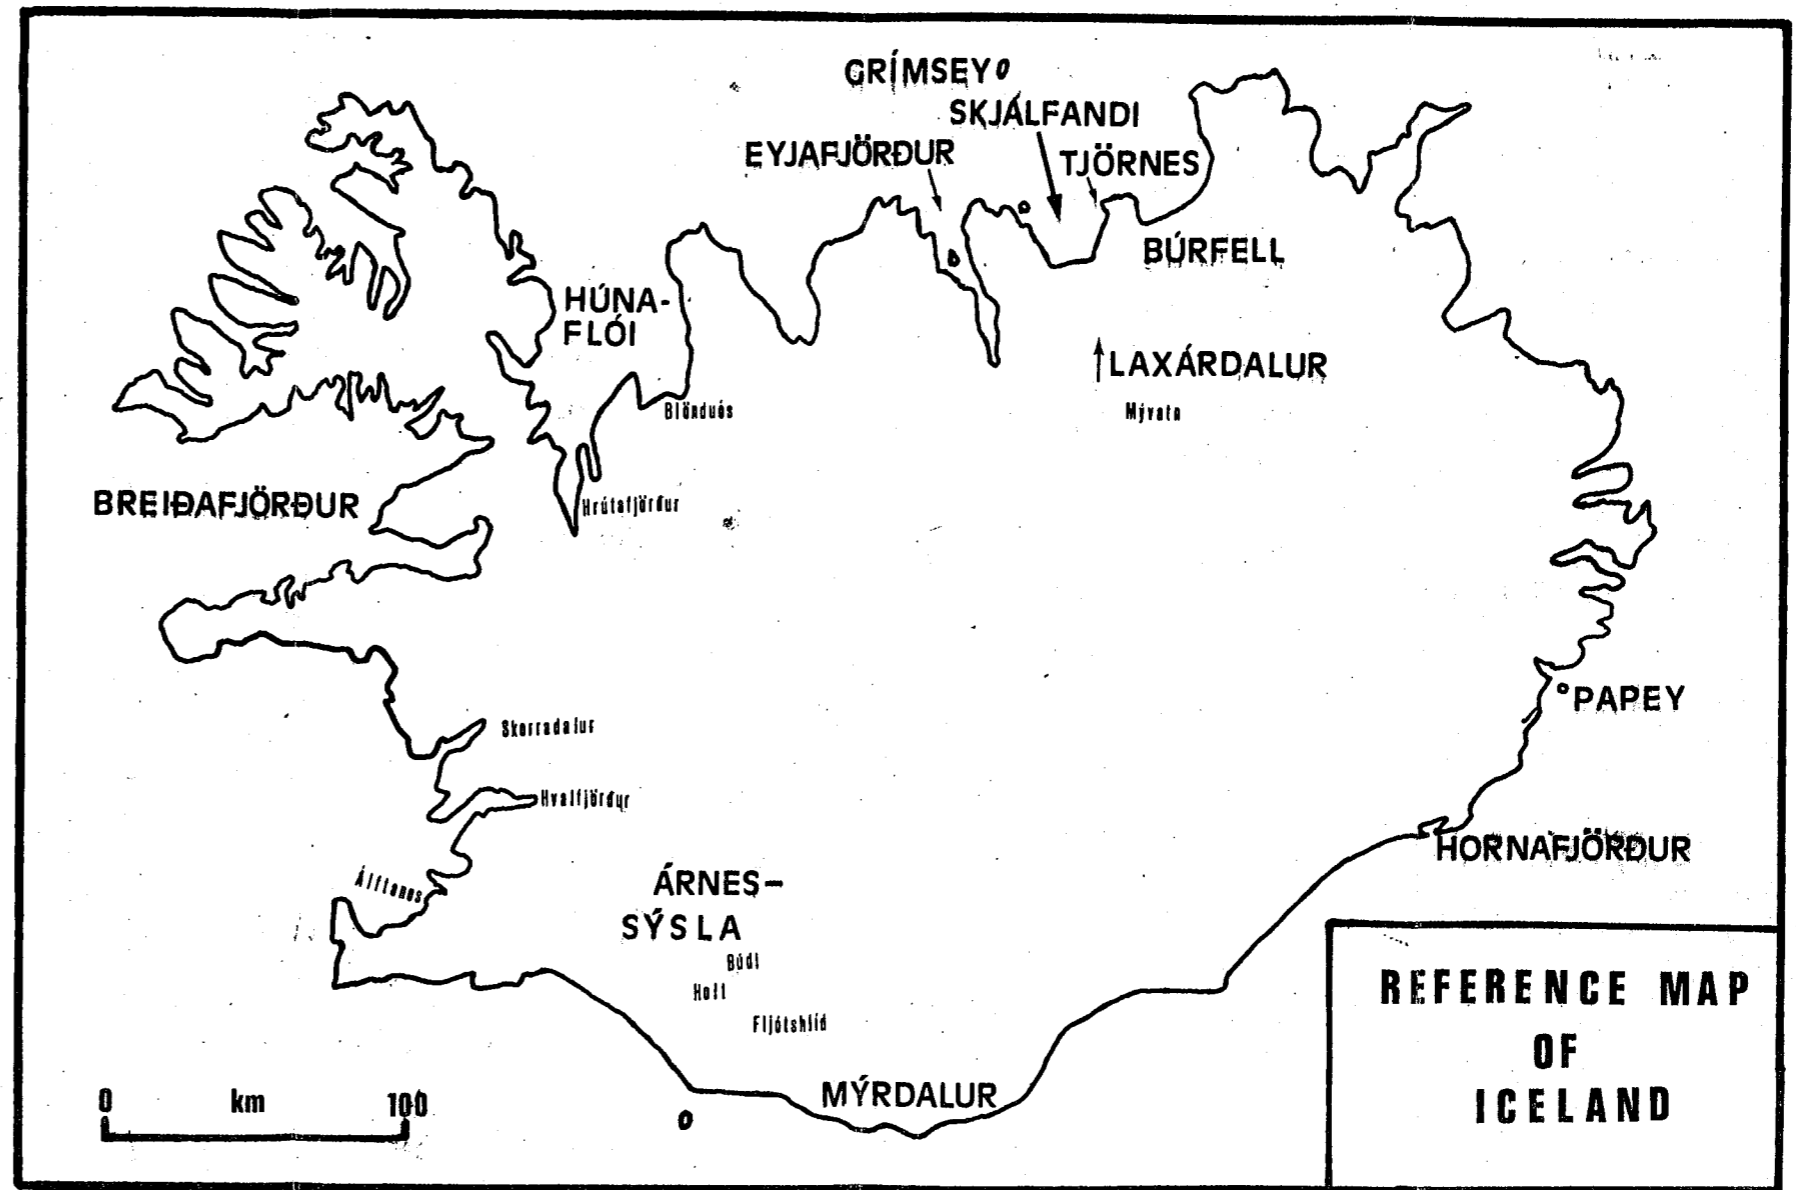 GRÍMSEY
SKJÁLFANDI
EYJAFJÖRÐUR
TJÖRNES
BÚRFELL
HÚNA-
FLÓI
LAXÁRDALUR
Blönduós
Mývatn
BREIÐAFJÖRÐUR
Hrútafjörður
PAPEY
Skorradalur
Hvalfjörður
HORNAFJÖRÐUR
ÁRNES-
SÝSLA
Álftanes
Búdi
Holt
Fljótshlíd
REFERENCE MAP
OF
ICELAND
MÝRDALUR
0 km 100